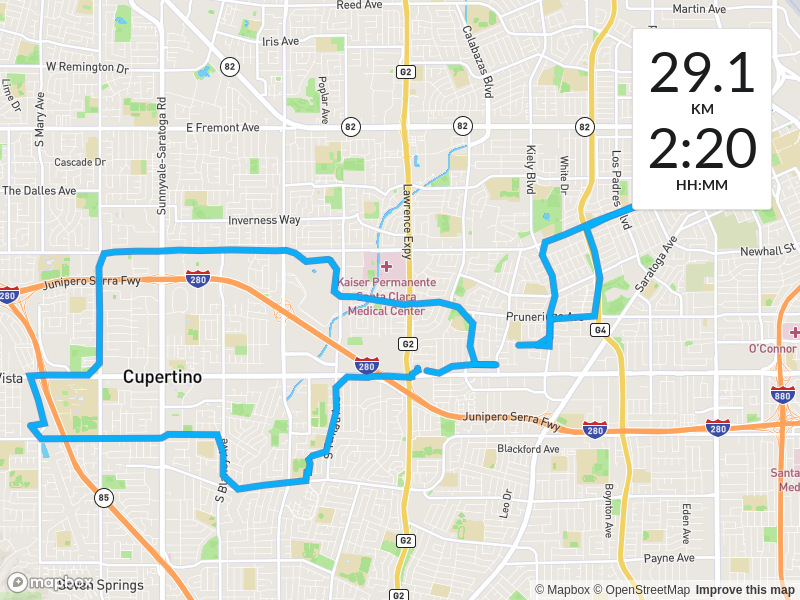 Reed Ave
Martin Ave
Iris Ave
Calabazas Blvd
W Remington Dr
82
G2
Lime Dr
S Mary Ave
Sunnyvale-Saratoga Rd
Poplar Ave
29.1
KM
2:20
HH:MM
E Fremont Ave
82
82
82
Cascade Dr
Kiely Blvd
White Dr
Los Padres Blvd
The Dalles Ave
Lawrence Expy
Inverness Way
Saratoga Ave
Newhall St
Kaiser Permanente
Santa Clara
Medical Center
Junipero Serra Fwy
280
280
Pruneridge Ave
G4
O'Connor
G2
280
Vista
Cupertino
880
Junipero Serra Fwy
280
280
Blackford Ave
Santa
Med
85
Leo Dr
Boynton Ave
Eden Ave
G2
Payne Ave
Seven Springs
G2
mapbox
© Mapbox © OpenStreetMap Improve this map